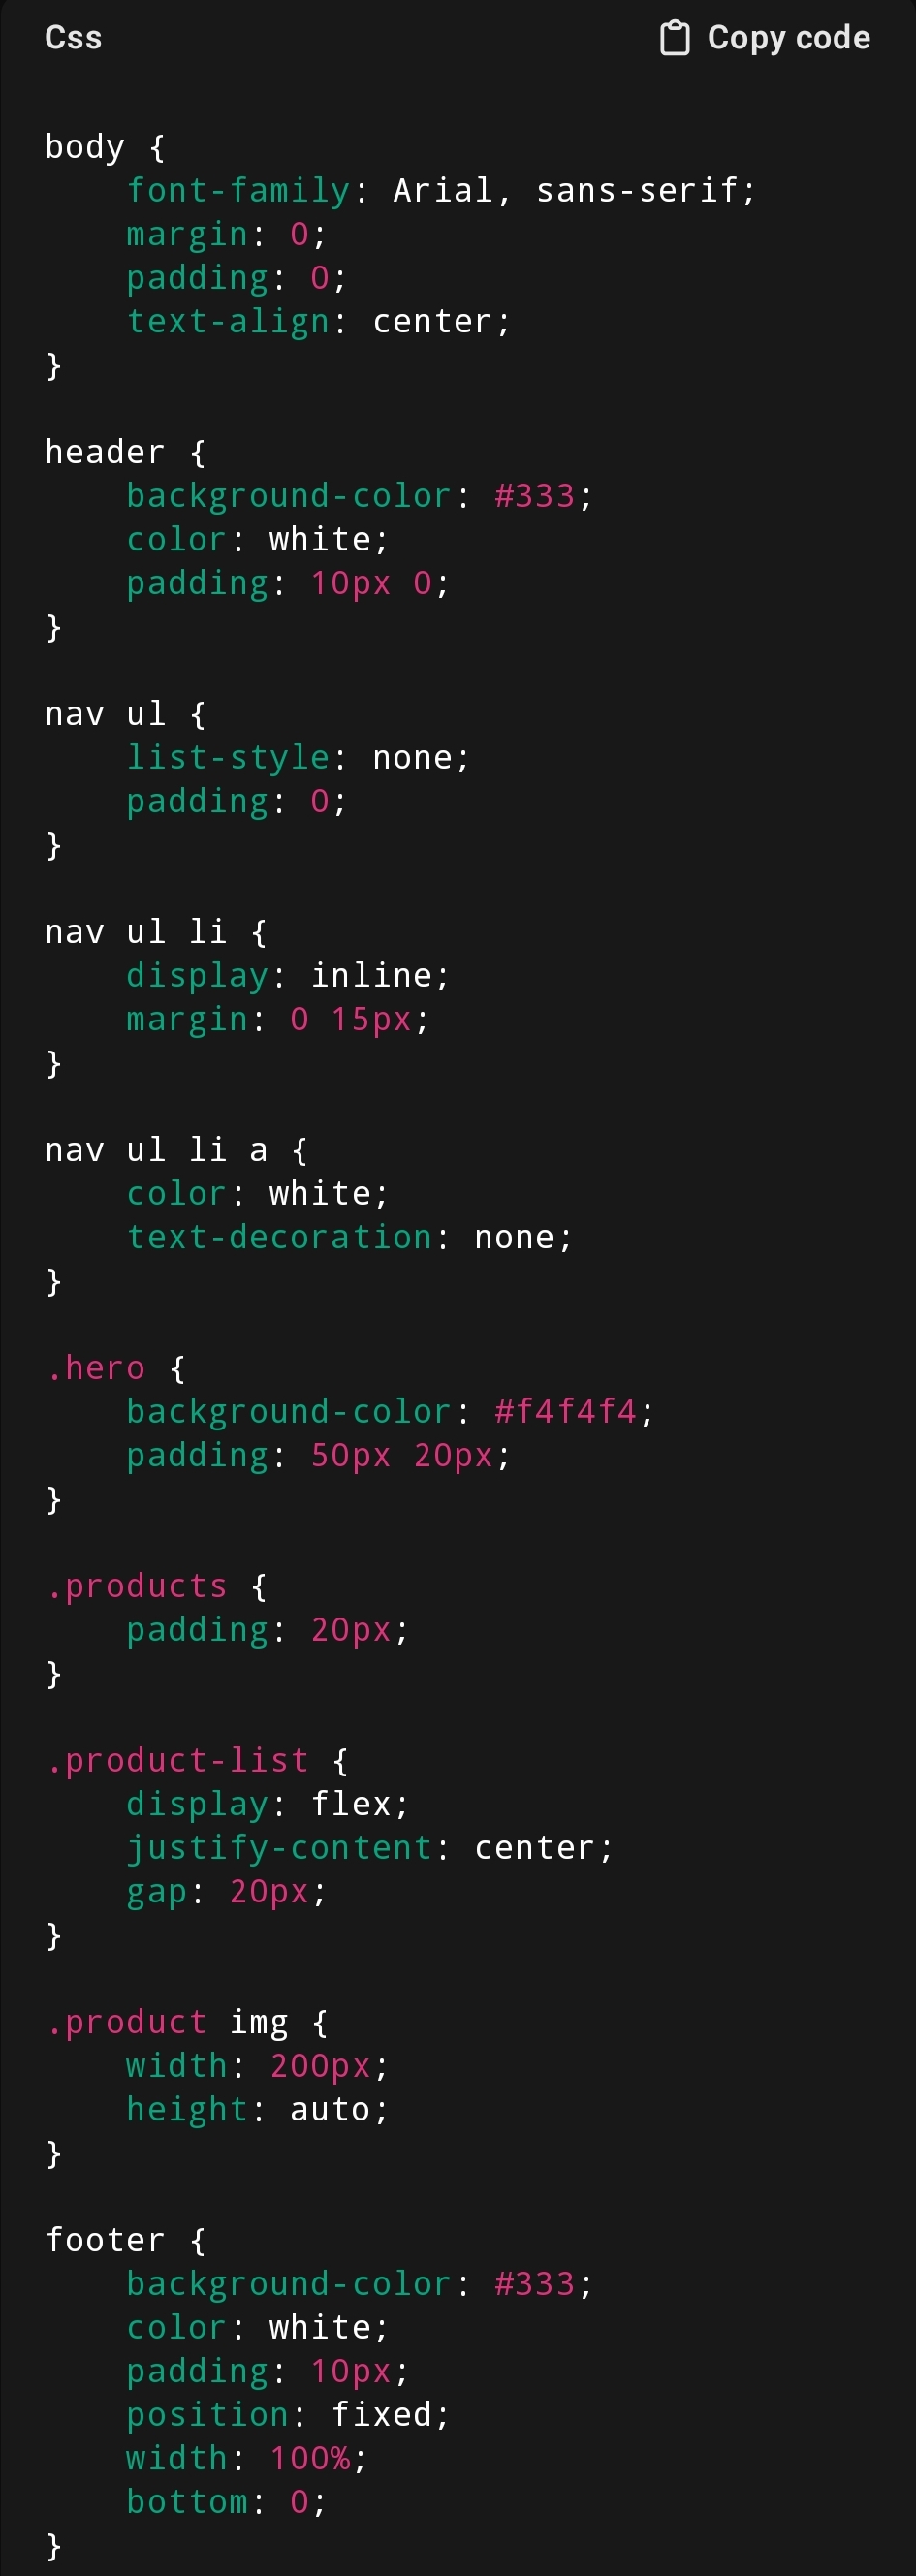 Css
Copy code
body {
    font-family: Arial, sans-serif;
    margin: 0;
    padding: 0;
    text-align: center;
}
header {
    background-color: #333;
    color: white;
    padding: 10px 0;
}
nav ul {
    list-style: none;
    padding: 0;
}
nav ul li {
    display: inline;
    margin: 0 15px;
}
nav ul li a {
    color: white;
    text-decoration: none;
}
.hero {
    background-color: #f4f4f4;
    padding: 50px 20px;
}
.products {
    padding: 20px;
}
.product-list {
    display: flex;
    justify-content: center;
    gap: 20px;
}
.product img {
    width: 200px;
    height: auto;
}
footer {
    background-color: #333;
    color: white;
    padding: 10px;
    position: fixed;
    width: 100%;
    bottom: 0;
}